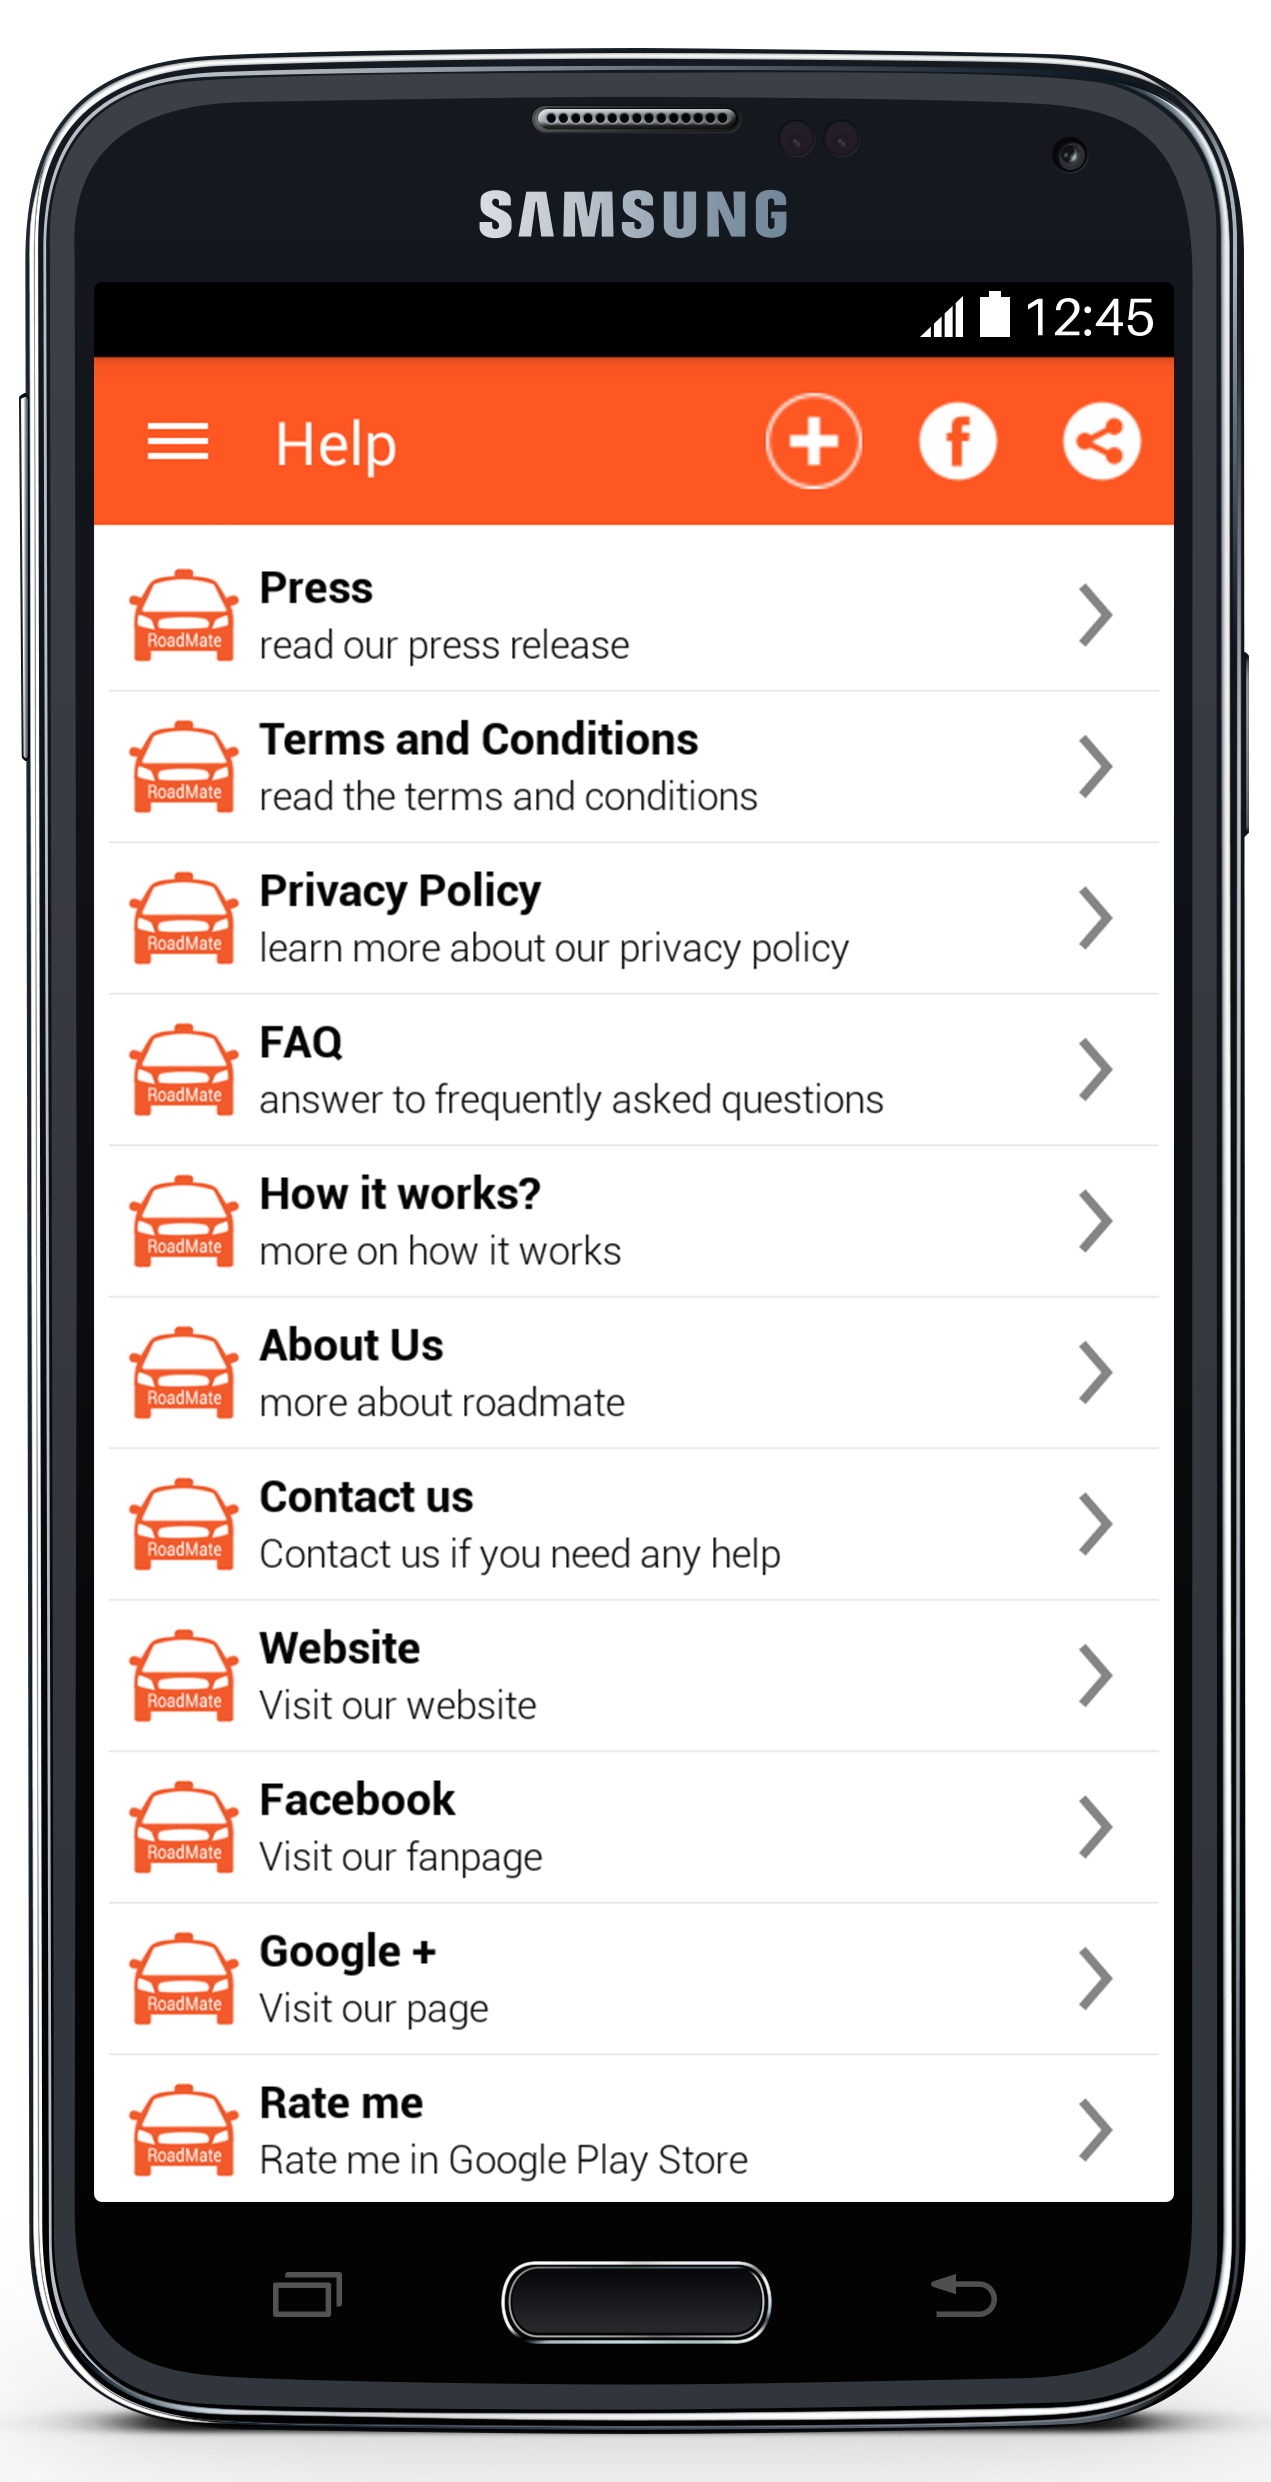 SAMSUNG
12:45
Help
Press
read our press release
RoadMate
Terms and Conditions
read the terms and conditions
RoadMate
Privacy Policy
learn more about our privacy policy
RoadMate
FAQ
answer to frequently asked questions
RoadMate
How it works?
more on how it works
RoadMate
About Us
more about roadmate
RoadMate
Contact us
Contact us if you need any help
RoadMate
Website
Visit our website
RoadMate
Facebook
Visit our fanpage
RoadMate
Google +
Visit our page
RoadMate
Rate me
Rate me in Google Play Store
RoadMate